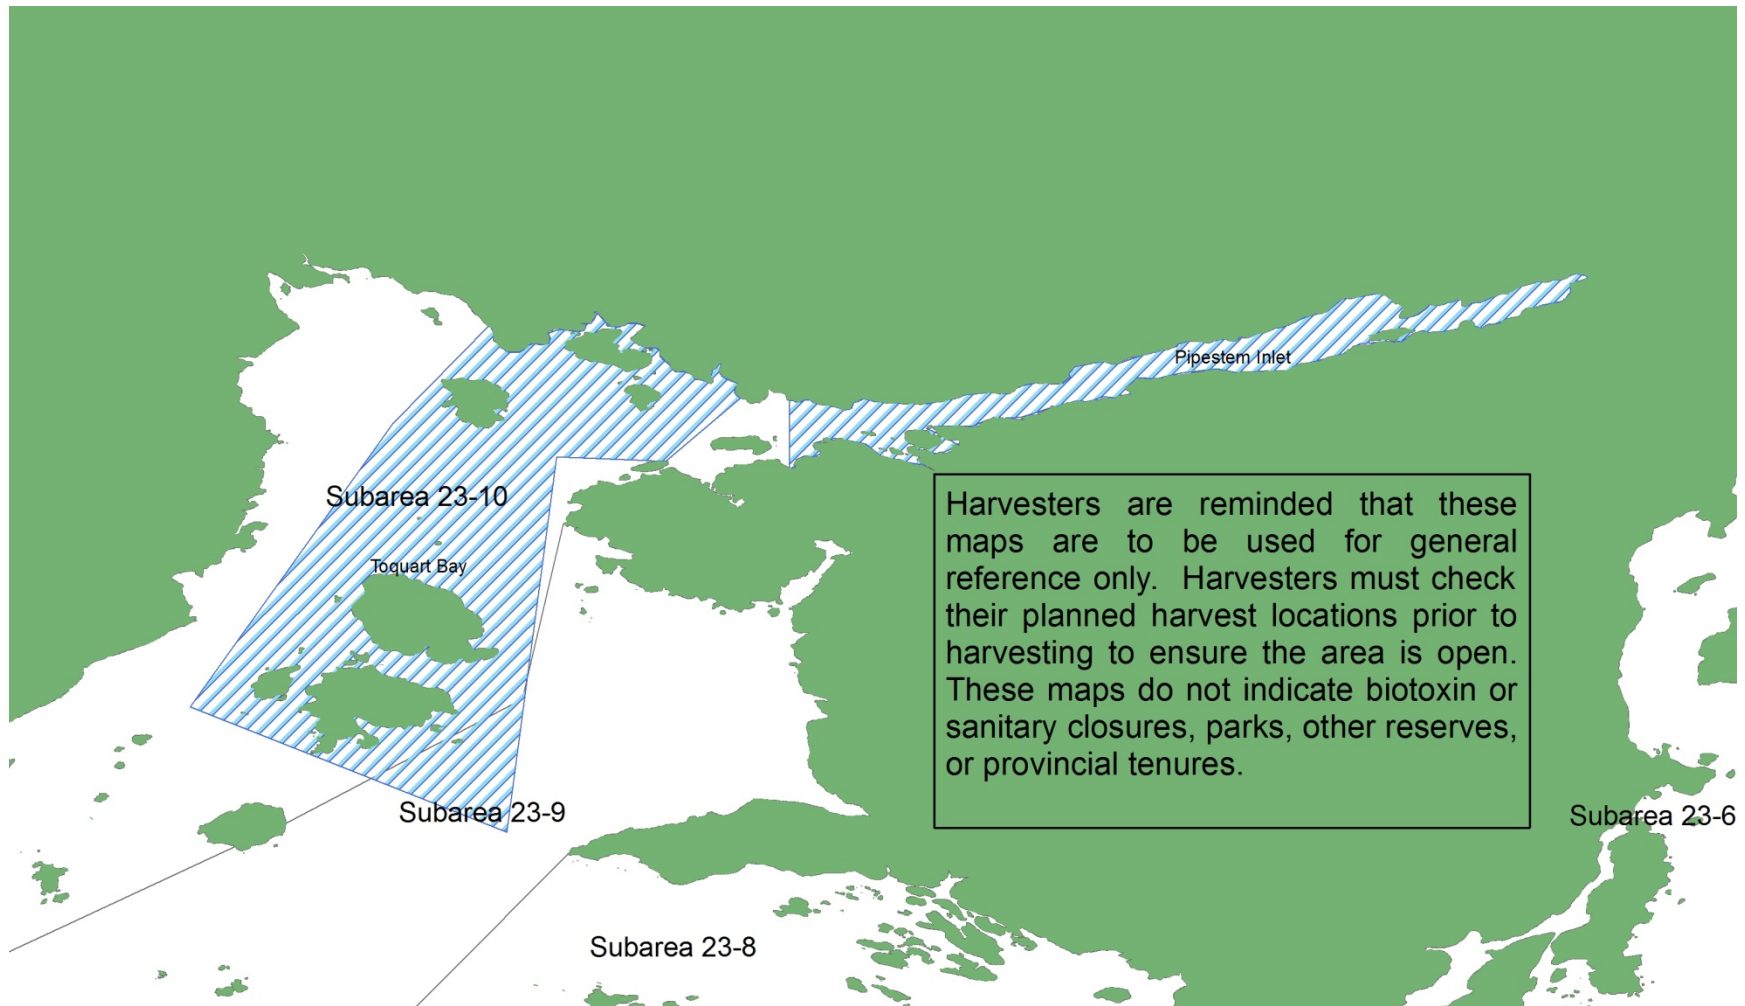 Pipestem Inlet
Subarea 23-10
Toquart Bay
Harvesters are reminded that these
maps are to be used for general
reference only. Harvesters must check
their planned harvest locations prior to
harvesting to ensure the area is open.
These maps do not indicate biotoxin or
sanitary closures, parks, other reserves,
or provincial tenures.
Subarea 23-9
Subarea 23-6
Subarea 23-8